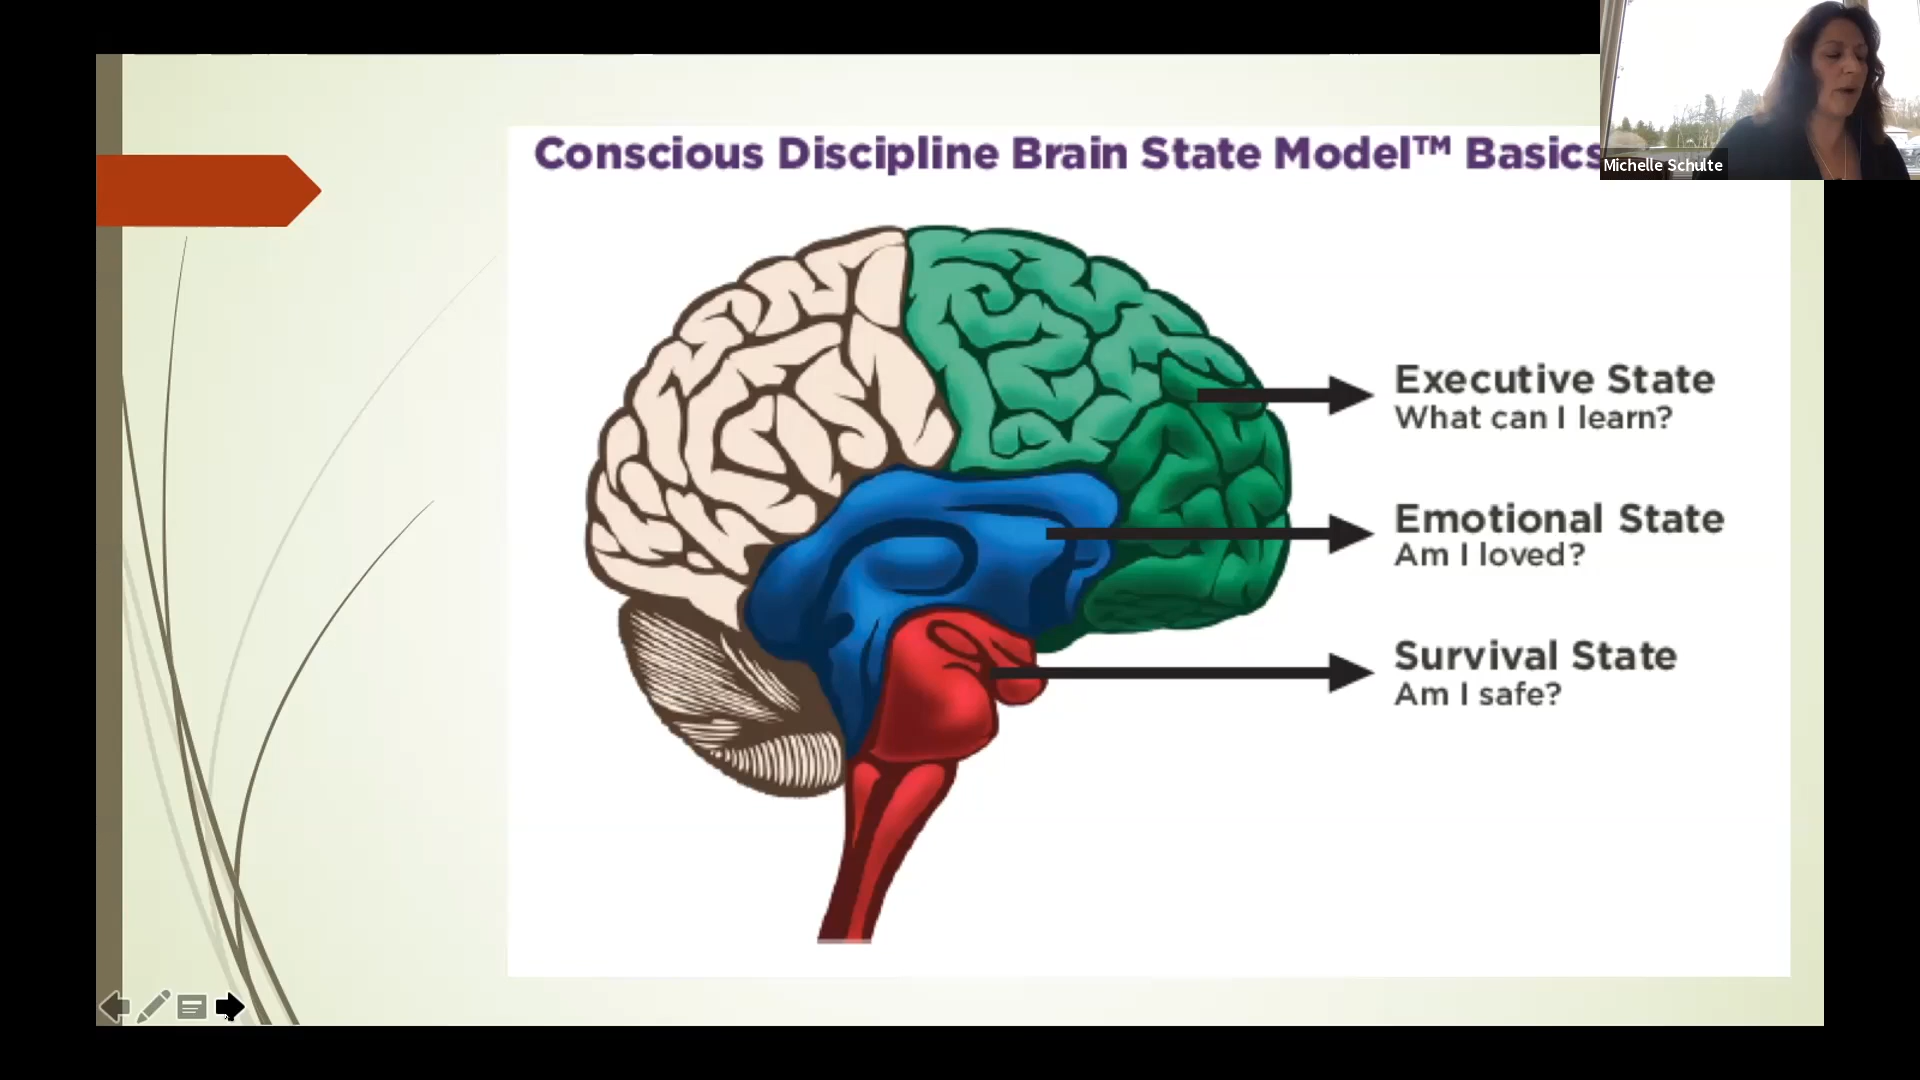 Conscious Discipline Brain State Model™ Basics
Michelle Schulte
Executive State
What can I learn?
Emotional State
Am I loved?
Survival State
Am I safe?